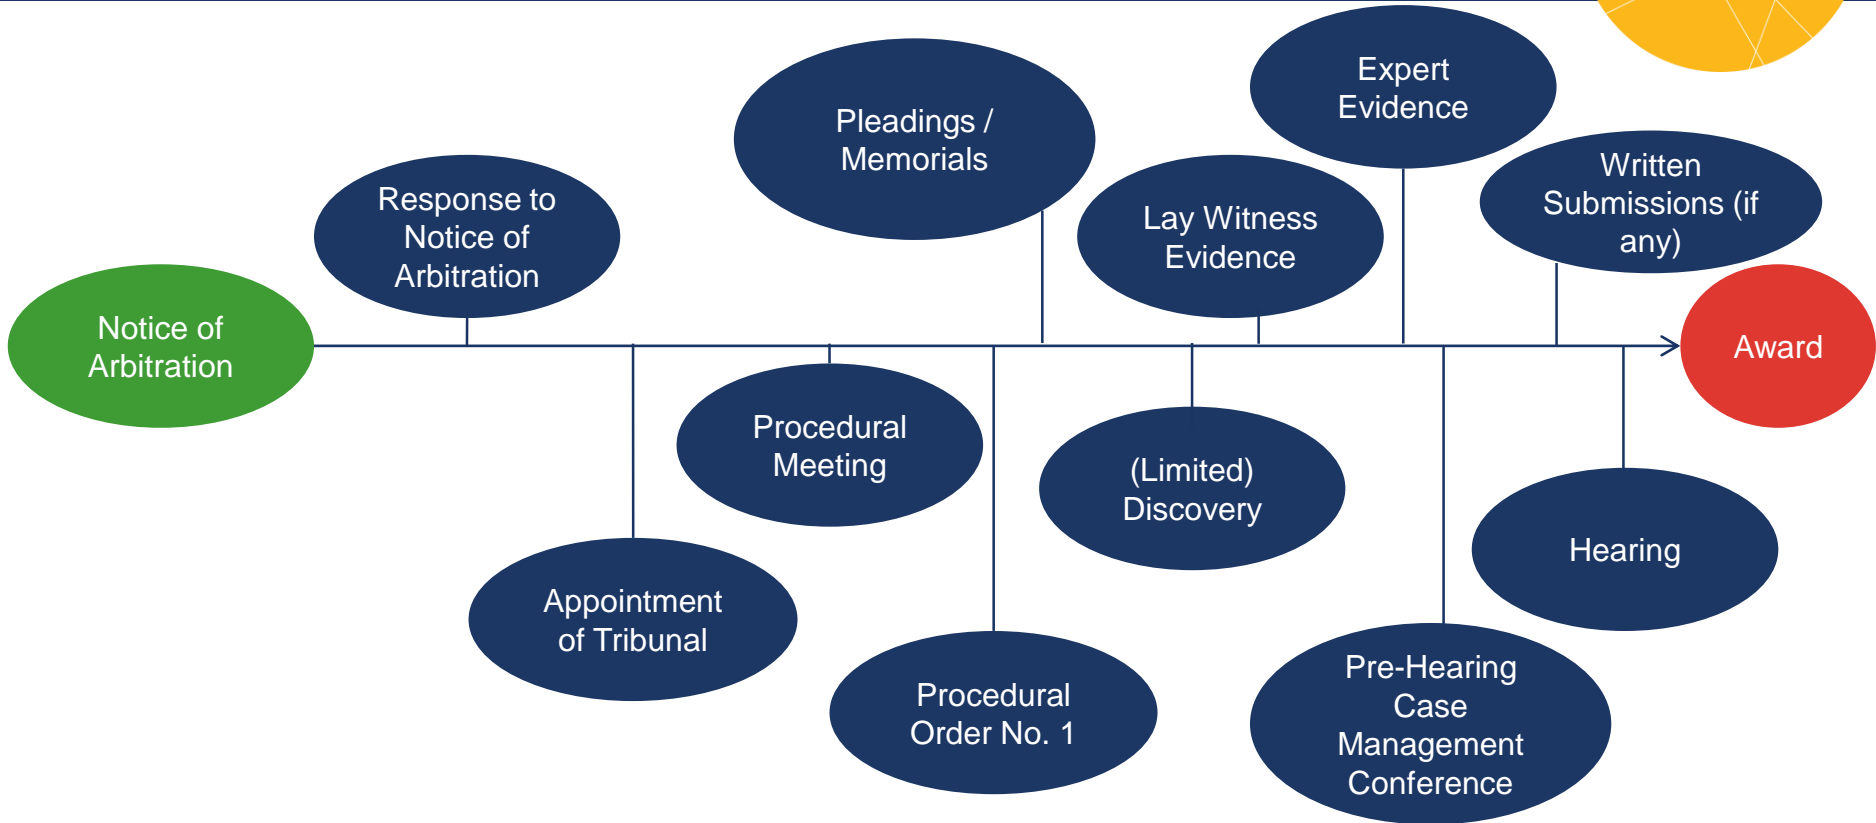 Notice of
Arbitration
Response to
Notice of
Arbitration
Appointment
of Tribunal
Procedural
Meeting
Procedural
Order No. 1
Pleadings /
Memorials
(Limited)
Discovery
Lay Witness
Evidence
Expert
Evidence
Pre-Hearing
Case
Management
Conference
Written
Submissions (if
any)
Hearing
Award